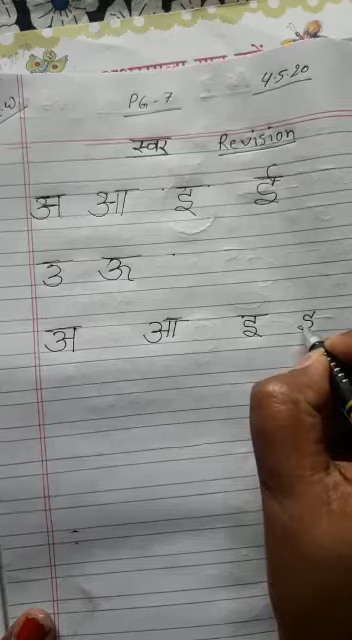 PG-7
4.5.20
स्वर Revision
अ आ इ ई
उ ऊ
अ आ इ